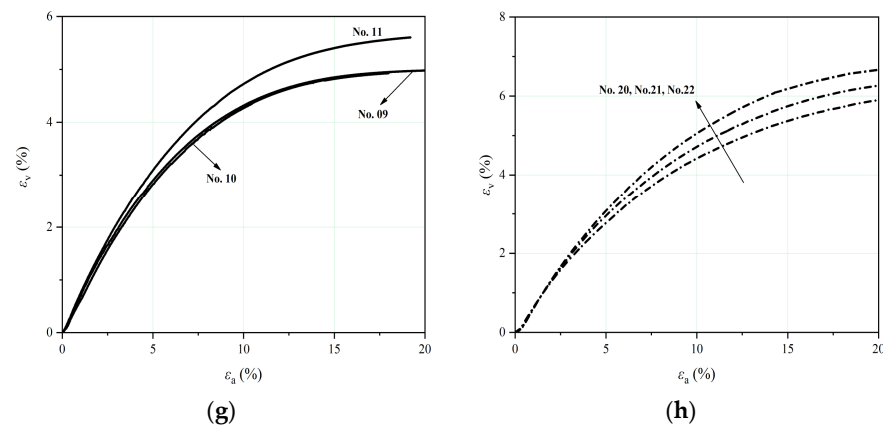 6
No. 11
4
No. 09
εv (%)
No. 10
2
0
0 5 10 15 20
εa (%)
(g)
8
No. 20, No.21, No.22
6
εv (%)
4
2
0
0 5 10 15 20
εa (%)
(h)